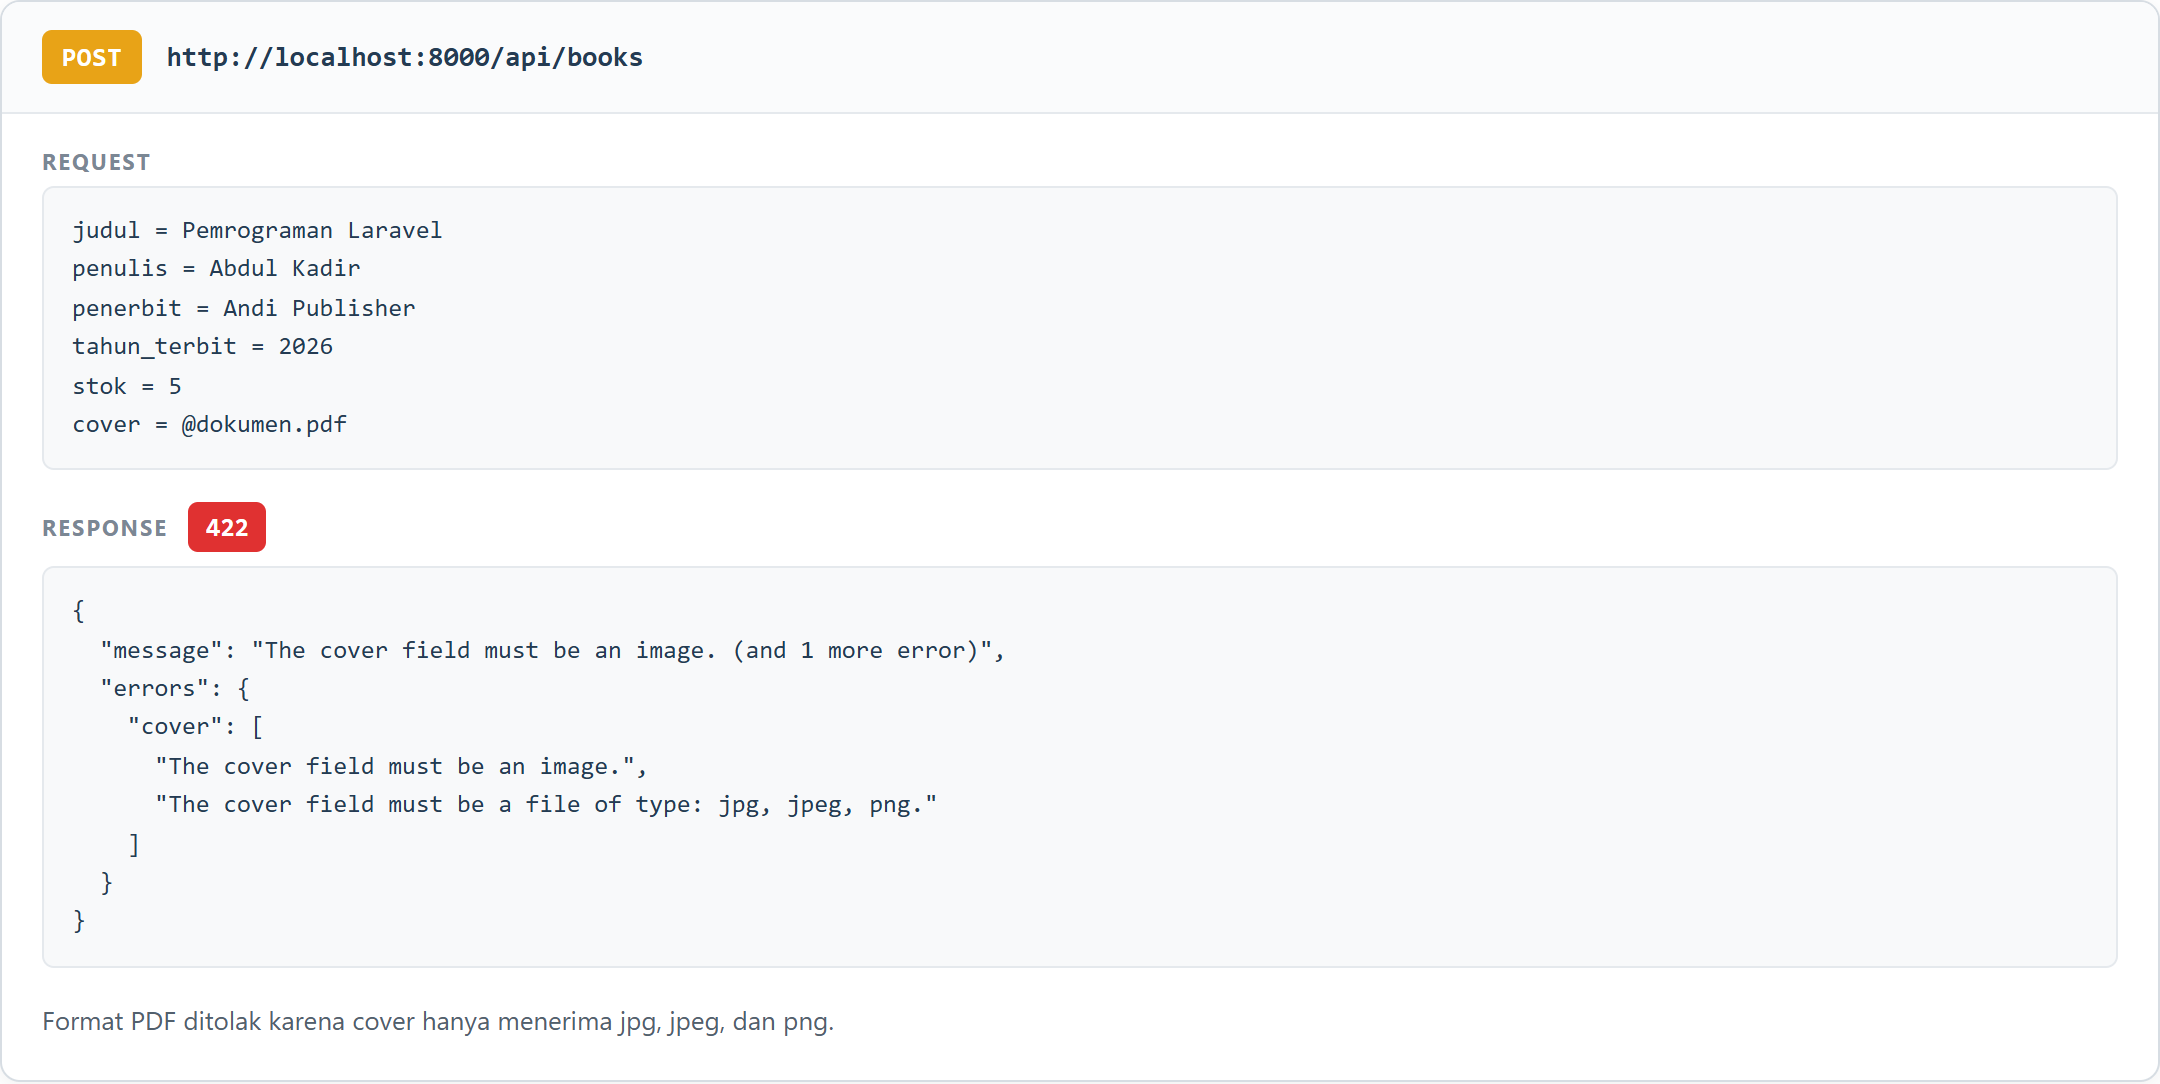 POST http://localhost:8000/api/books
REQUEST
judul = Pemrograman Laravel
penulis = Abdul Kadir
penerbit = Andi Publisher
tahun_terbit = 2026
stok = 5
cover = @dokumen.pdf
RESPONSE 422
{
  "message": "The cover field must be an image. (and 1 more error)",
  "errors": {
    "cover": [
      "The cover field must be an image.",
      "The cover field must be a file of type: jpg, jpeg, png."
    ]
  }
}
Format PDF ditolak karena cover hanya menerima jpg, jpeg, dan png.